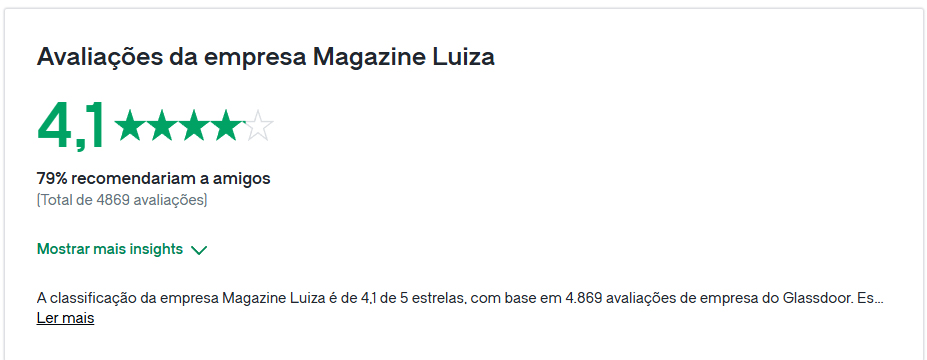 Avaliações da empresa Magazine Luiza
4,1
79% recomendariam a amigos
(Total de 4869 avaliações)
Mostrar mais insights
A classificação da empresa Magazine Luiza é de 4,1 de 5 estrelas, com base em 4.869 avaliações de empresa do Glassdoor. Es...
Ler mais